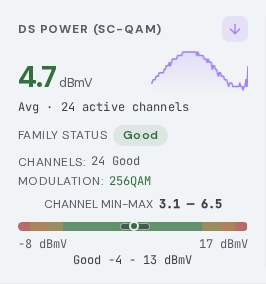 DS POWER (SC-QAM)
4.7 dBmV
Avg · 24 active channels
FAMILY STATUS Good
CHANNELS: 24 Good
MODULATION: 256QAM
CHANNEL MIN-MAX 3.1 — 6.5
-8 dBmV 17 dBmV
Good -4 - 13 dBmV